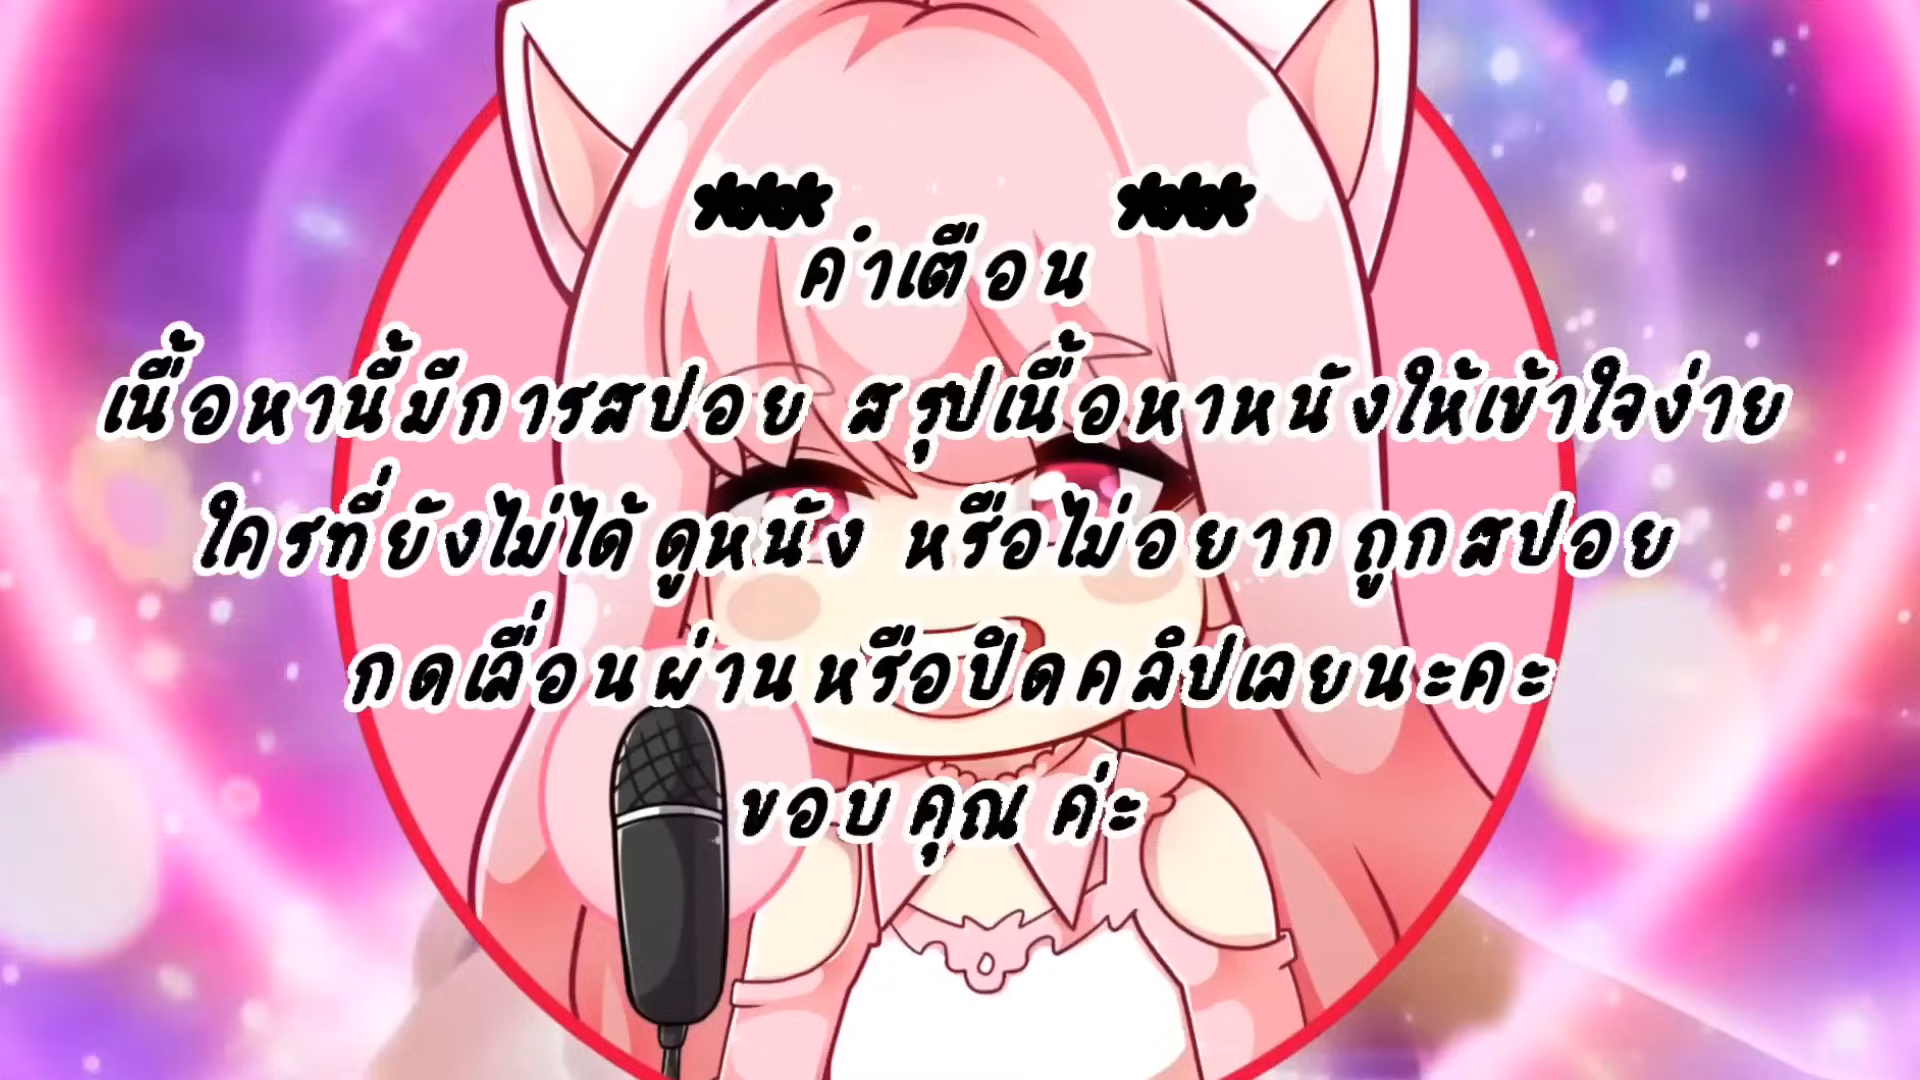 *** ***
คำเตือน
เนื้อหานี้มีการสปอย สรุปเนื้อหาหนังให้เข้าใจง่าย
ใครที่ยังไม่ได้ดูหนัง หรือไม่อยากถูกสปอย
กดเลื่อนผ่านหรือปิดคลิปเลยนะคะ
ขอบคุณค่ะ